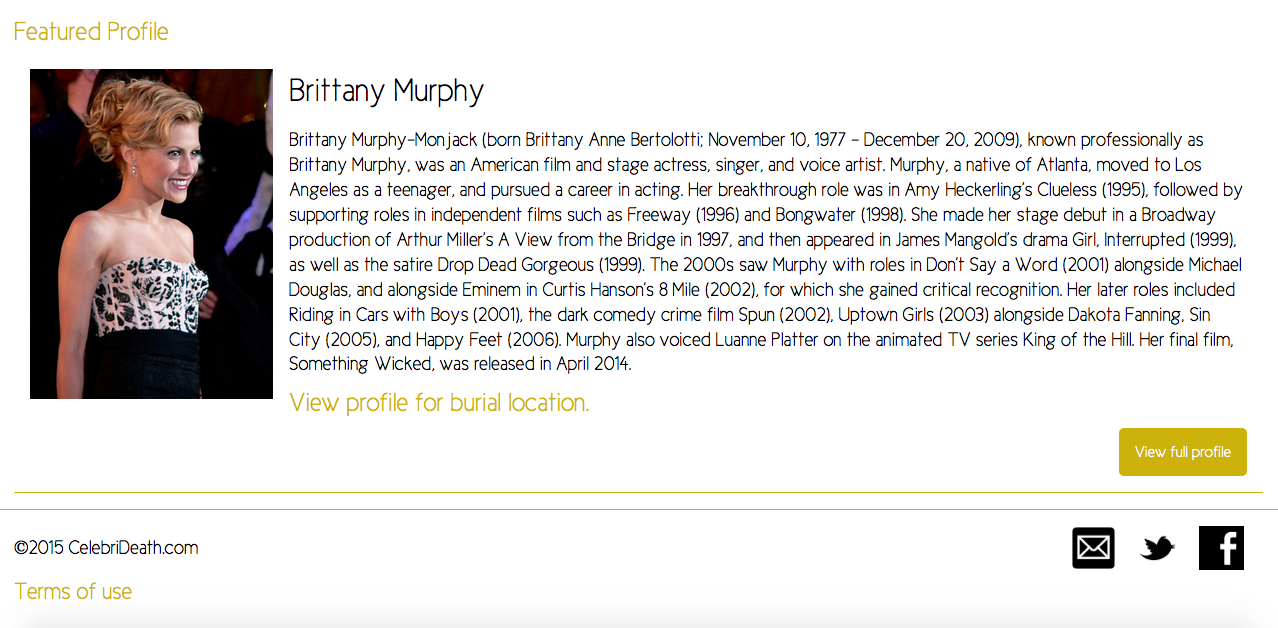 Featured Profile
Brittany Murphy
Brittany Murphy-Monjack (born Brittany Anne Bertolotti; November 10, 1977 - December 20, 2009), known professionally as
Brittany Murphy, was an American film and stage actress, singer, and voice artist. Murphy, a native of Atlanta, moved to Los
Angeles as a teenager, and pursued a career in acting. Her breakthrough role was in Amy Heckerling's Clueless (1995), followed by
supporting roles in independent films such as Freeway (1996) and Bongwater (1998). She made her stage debut in a Broadway
production of Arthur Miller's A View from the Bridge in 1997, and then appeared in James Mangold's drama Girl, Interrupted (1999),
as well as the satire Drop Dead Gorgeous (1999). The 2000s saw Murphy with roles in Don't Say a Word (2001) alongside Michael
Douglas, and alongside Eminem in Curtis Hanson's 8 Mile (2002), for which she gained critical recognition. Her later roles included
Riding in Cars with Boys (2001), the dark comedy crime film Spun (2002), Uptown Girls (2003) alongside Dakota Fanning, Sin
City (2005), and Happy Feet (2006). Murphy also voiced Luanne Platter on the animated TV series King of the Hill. Her final film,
Something Wicked, was released in April 2014.
View profile for burial location.
View full profile
©2015 CelebriDeath.com
Terms of use